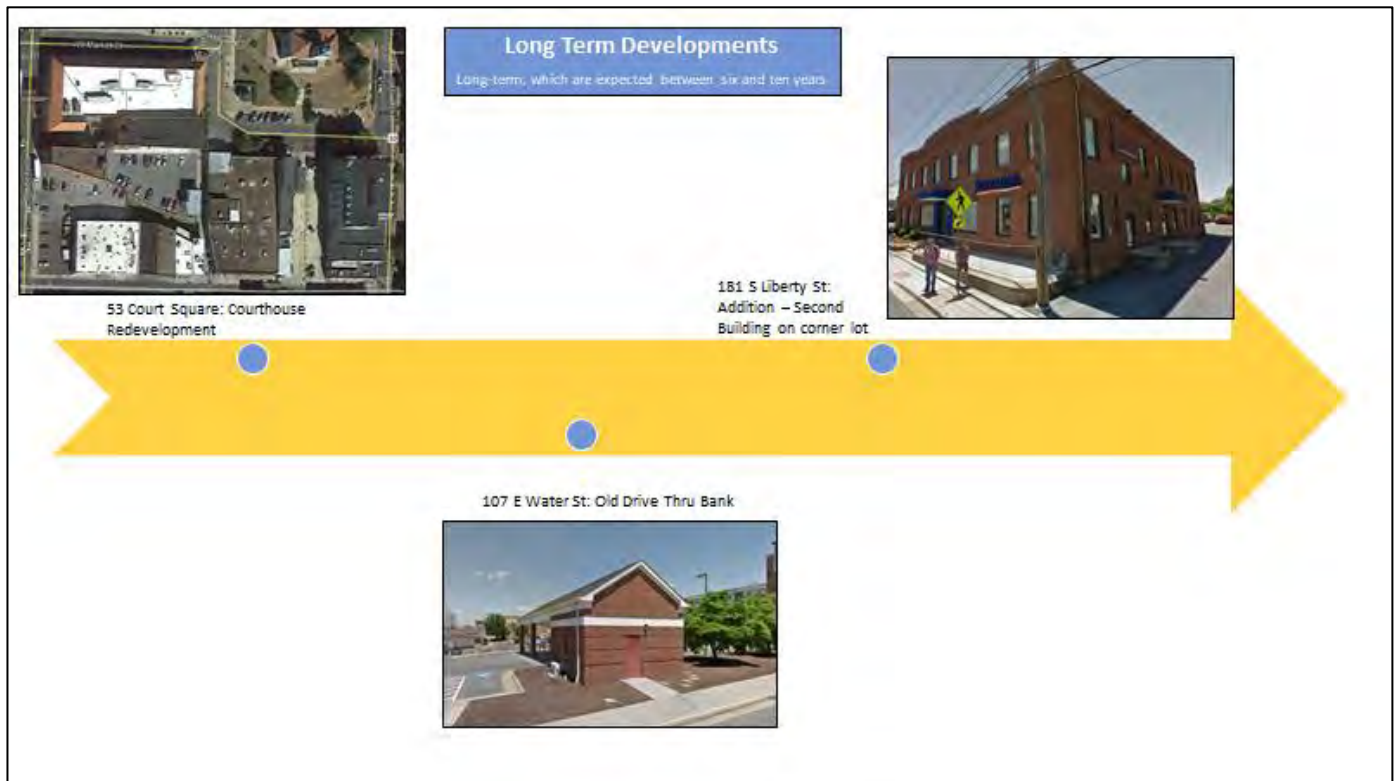 Long Term Developments
Long-term, which are expected between six and ten years
53 Court Square: Courthouse
Redevelopment
181 S Liberty St:
Addition – Second
Building on corner lot
107 E Water St: Old Drive Thru Bank